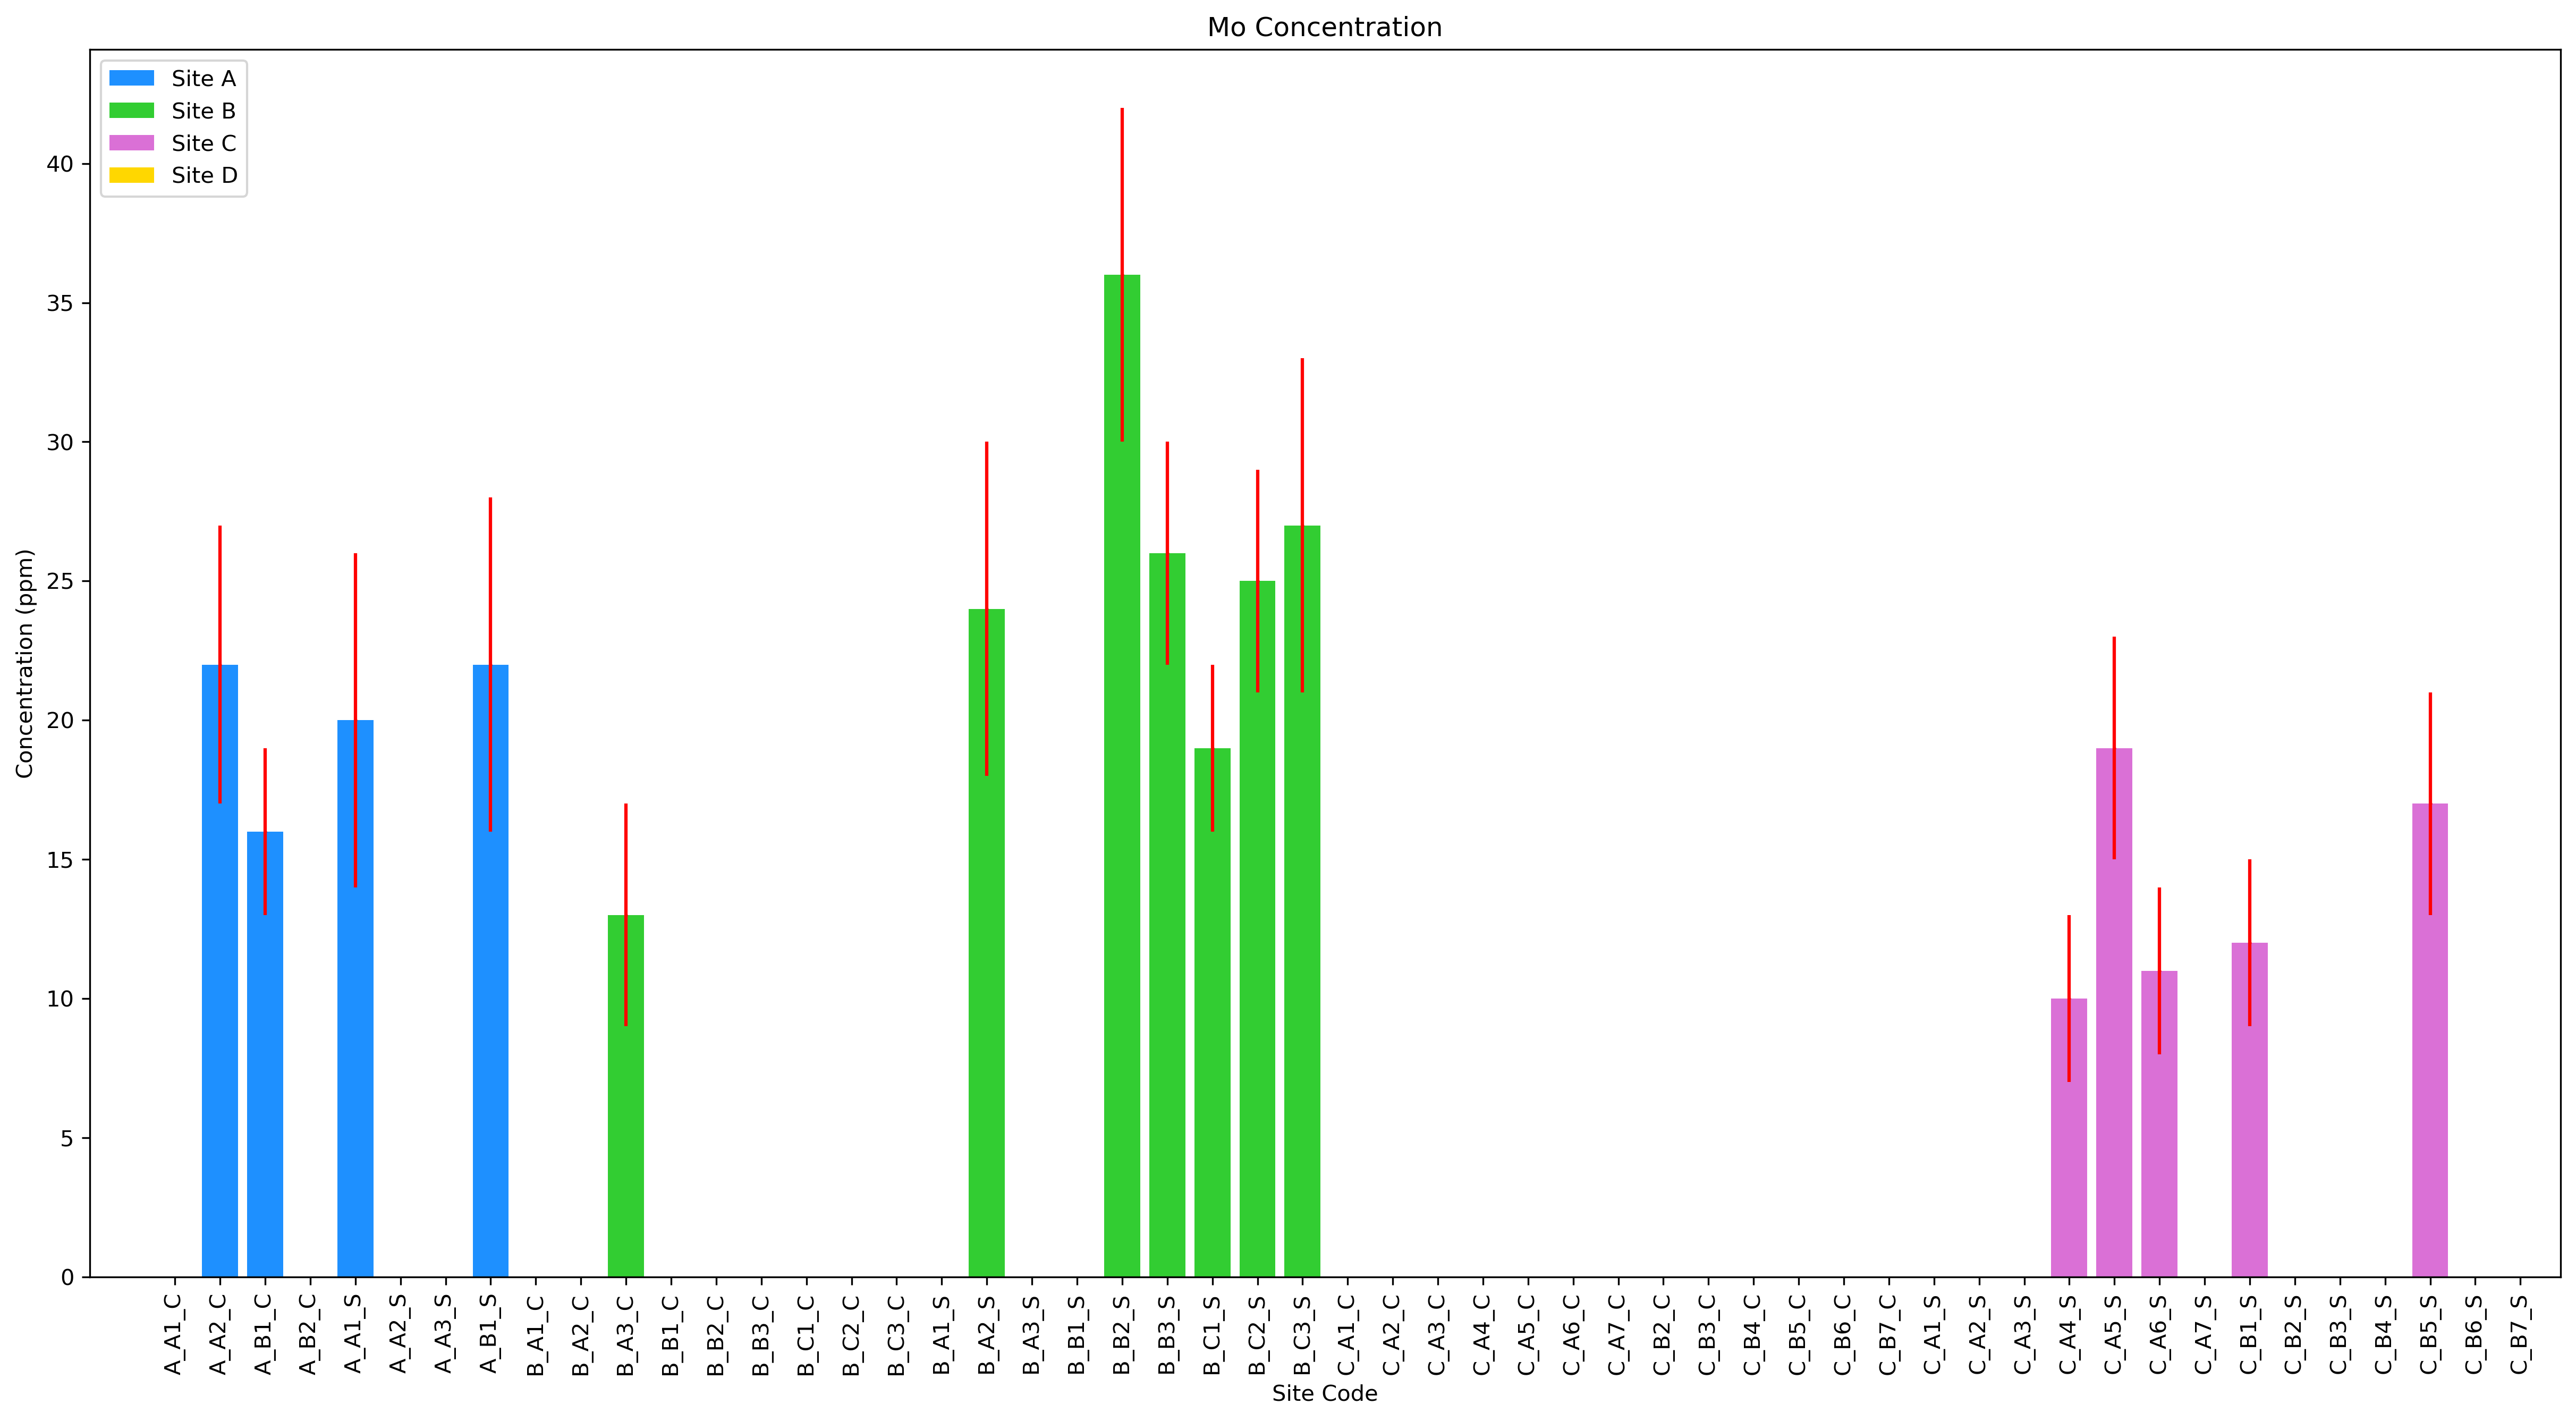 Mo Concentration
Site A
Site B
Site C
Site D
Concentration (ppm)
40
35
30
25
20
15
10
5
0
A_A1_C
A_A2_C
A_B1_C
A_B2_C
A_A1_S
A_A2_S
A_A3_S
A_B1_S
B_A1_C
B_A2_C
B_A3_C
B_B1_C
B_B2_C
B_B3_C
B_C1_C
B_C2_C
B_C3_C
B_A1_S
B_A2_S
B_A3_S
B_B1_S
B_B2_S
B_B3_S
B_C1_S
B_C2_S
B_C3_S
C_A1_C
C_A2_C
C_A3_C
C_A4_C
C_A5_C
C_A6_C
C_A7_C
C_B2_C
C_B3_C
C_B4_C
C_B5_C
C_B6_C
C_B7_C
C_A1_S
C_A2_S
C_A3_S
C_A4_S
C_A5_S
C_A6_S
C_A7_S
C_B1_S
C_B2_S
C_B3_S
C_B4_S
C_B5_S
C_B6_S
C_B7_S
Site Code